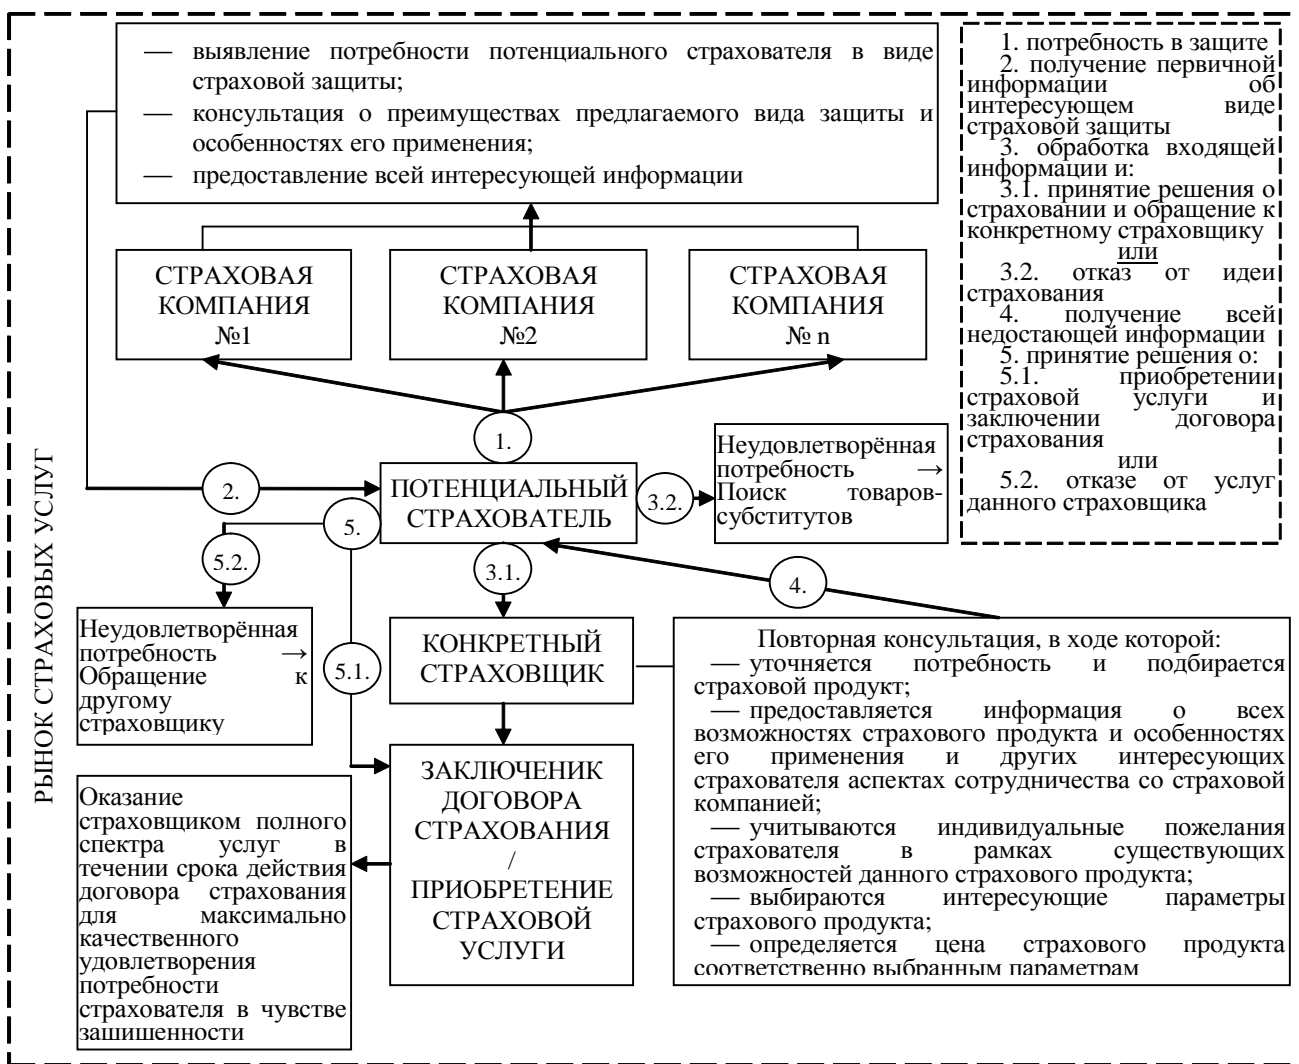 — выявление потребности потенциального страхователя в виде
страховой защиты;
— консультация о преимуществах предлагаемого вида защиты и
особенностях его применения;
— предоставление всей интересующей информации
1. потребность в защите
2. получение первичной
информации об
интересующем виде
страховой защиты
3. обработка входящей
информации и:
3.1. принятие решения о
страховании и обращение к
конкретному страховщику
или
3.2. отказ от идеи
страхования
4. получение всей
недостающей информации
5. принятие решения о:
5.1. приобретении
страховой услуги и
заключении договора
страхования
или
5.2. отказе от услуг
данного страховщика
СТРАХОВАЯ
КОМПАНИЯ
№1
СТРАХОВАЯ
КОМПАНИЯ
№2
СТРАХОВАЯ
КОМПАНИЯ
№ n
1.
РЫНОК СТРАХОВЫХ УСЛУГ
2.
ПОТЕНЦИАЛЬНЫЙ
СТРАХОВАТЕЛЬ
3.2.
Неудовлетворённая
потребность →
Поиск товаров-
субститутов
5.
5.2.
3.1.
4.
Неудовлетворённая
потребность →
Обращение к
другому
страховщику
5.1.
КОНКРЕТНЫЙ
СТРАХОВЩИК
Повторная консультация, в ходе которой:
— уточняется потребность и подбирается
страховой продукт;
— предоставляется информация о всех
возможностях страхового продукта и особенностях
его применения и других интересующих
страхователя аспектах сотрудничества со страховой
компанией;
— учитываются индивидуальные пожелания
страхователя в рамках существующих
возможностей данного страхового продукта;
— выбираются интересующие параметры
страхового продукта;
— определяется цена страхового продукта
соответственно выбранным параметрам
ЗАКЛЮЧЕНИК
ДОГОВОРА
СТРАХОВАНИЯ
/
ПРИОБРЕТЕНИЕ
СТРАХОВОЙ
УСЛУГИ
Оказание
страховщиком полного
спектра услуг в
течении срока действия
договора страхования
для максимально
качественного
удовлетворения
потребности
страхователя в чувстве
защищенности